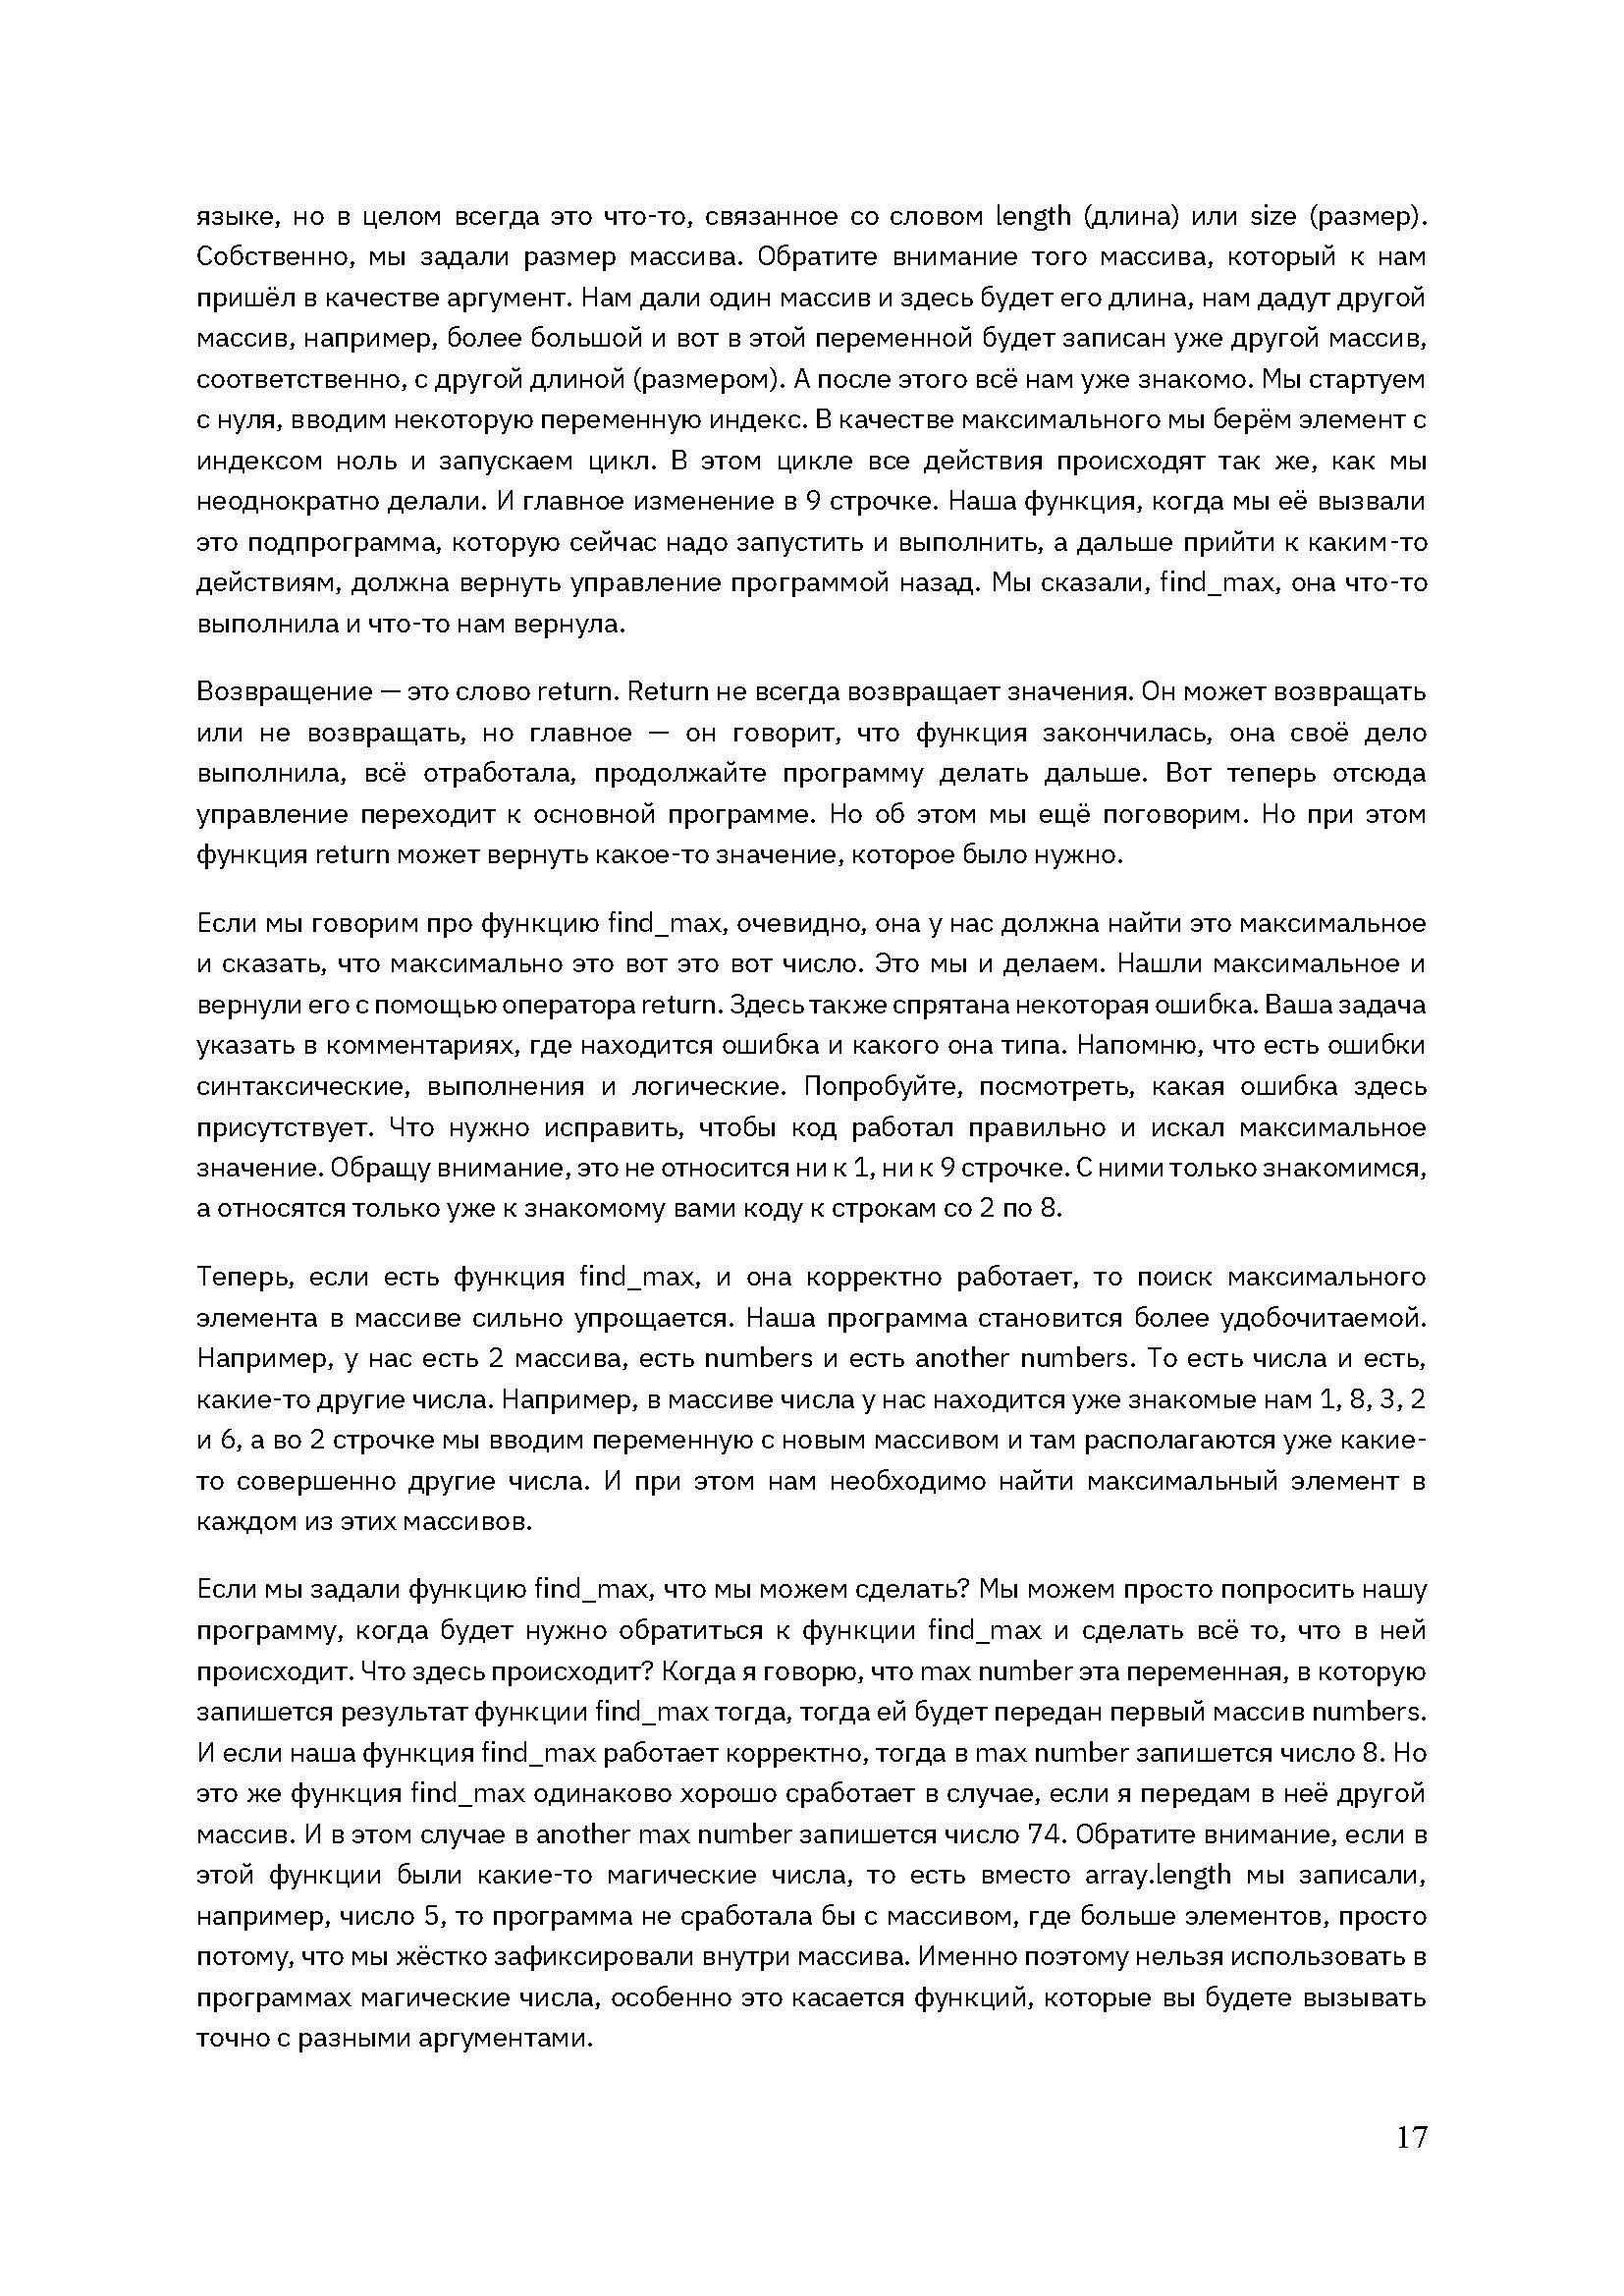 языке, но в целом всегда это что-то, связанное со словом length (длина) или size (размер).
Собственно, мы задали размер массива. Обратите внимание того массива, который к нам
пришёл в качестве аргумент. Нам дали один массив и здесь будет его длина, нам дадут другой
массив, например, более большой и вот в этой переменной будет записан уже другой массив,
соответственно, с другой длиной (размером). А после этого всё нам уже знакомо. Мы стартуем
с нуля, вводим некоторую переменную индекс. В качестве максимального мы берём элемент с
индексом ноль и запускаем цикл. В этом цикле все действия происходят так же, как мы
неоднократно делали. И главное изменение в 9 строчке. Наша функция, когда мы её вызвали
это подпрограмма, которую сейчас надо запустить и выполнить, а дальше прийти к каким-то
действиям, должна вернуть управление программой назад. Мы сказали, find_max, она что-то
выполнила и что-то нам вернула.
Возвращение — это слово return. Return не всегда возвращает значения. Он может возвращать
или не возвращать, но главное — он говорит, что функция закончилась, она своё дело
выполнила, всё отработала, продолжайте программу делать дальше. Вот теперь отсюда
управление переходит к основной программе. Но об этом мы ещё поговорим. Но при этом
функция return может вернуть какое-то значение, которое было нужно.
Если мы говорим про функцию find_max, очевидно, она у нас должна найти это максимальное
и сказать, что максимально это вот это вот число. Это мы и делаем. Нашли максимальное и
вернули его с помощью оператора return. Здесь также спрятана некоторая ошибка. Ваша задача
указать в комментариях, где находится ошибка и какого она типа. Напомню, что есть ошибки
синтаксические, выполнения и логические. Попробуйте, посмотреть, какая ошибка здесь
присутствует. Что нужно исправить, чтобы код работал правильно и искал максимальное
значение. Обращу внимание, это не относится ни к 1, ни к 9 строчке. С ними только знакомимся,
а относятся только уже к знакомому вами коду к строкам со 2 по 8.
Теперь, если есть функция find_max, и она корректно работает, то поиск максимального
элемента в массиве сильно упрощается. Наша программа становится более удобочитаемой.
Например, у нас есть 2 массива, есть numbers и есть another numbers. То есть числа и есть,
какие-то другие числа. Например, в массиве числа у нас находится уже знакомые нам 1, 8, 3, 2
и 6, а во 2 строчке мы вводим переменную с новым массивом и там располагаются уже какие-
то совершенно другие числа. И при этом нам необходимо найти максимальный элемент в
каждом из этих массивов.
Если мы задали функцию find_max, что мы можем сделать? Мы можем просто попросить нашу
программу, когда будет нужно обратиться к функции find_max и сделать всё то, что в ней
происходит. Что здесь происходит? Когда я говорю, что max number эта переменная, в которую
запишется результат функции find_max тогда, тогда ей будет передан первый массив numbers.
И если наша функция find_max работает корректно, тогда в max number запишется число 8. Но
это же функция find_max одинаково хорошо сработает в случае, если я передам в неё другой
массив. И в этом случае в another max number запишется число 74. Обратите внимание, если в
этой функции были какие-то магические числа, то есть вместо array.length мы записали,
например, число 5, то программа не сработала бы с массивом, где больше элементов, просто
потому, что мы жёстко зафиксировали внутри массива. Именно поэтому нельзя использовать в
программах магические числа, особенно это касается функций, которые вы будете вызывать
точно с разными аргументами.
17